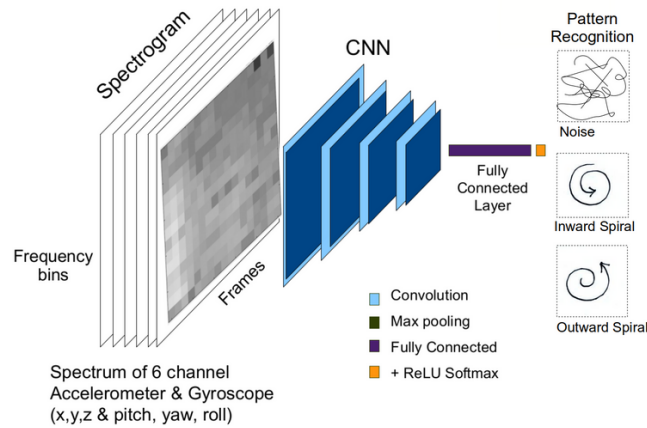 Spectrogram
CNN
Pattern
Recognition
Noise
Fully
Connected
Layer
Inward Spiral
Frequency
bins
Frames
Convolution
Max pooling
Fully Connected
+ ReLU Softmax
Outward Spiral
Spectrum of 6 channel
Accelerometer & Gyroscope
(x,y,z & pitch, yaw, roll)